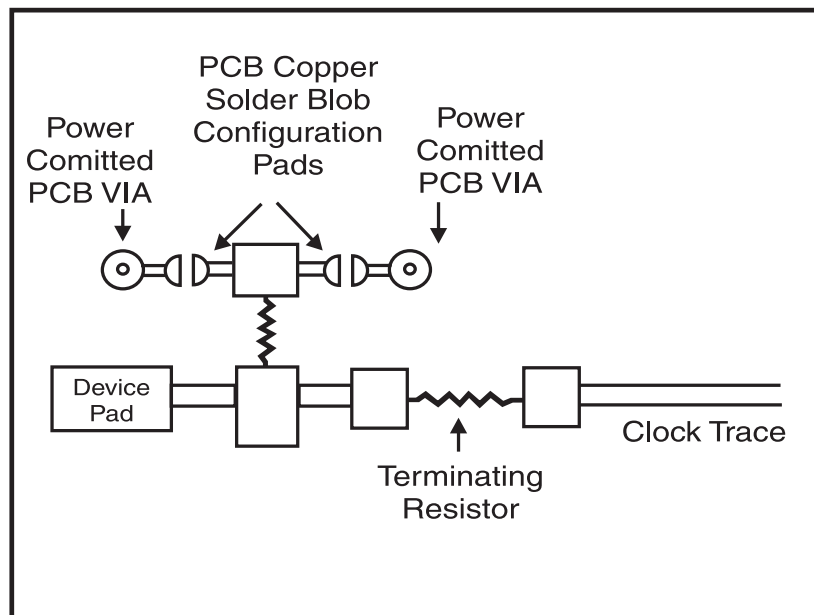 PCB Copper
Solder Blob
Configuration
Pads
Power
Comitted
PCB VIA
Power
Comitted
PCB VIA
Device
Pad
Clock Trace
Terminating
Resistor